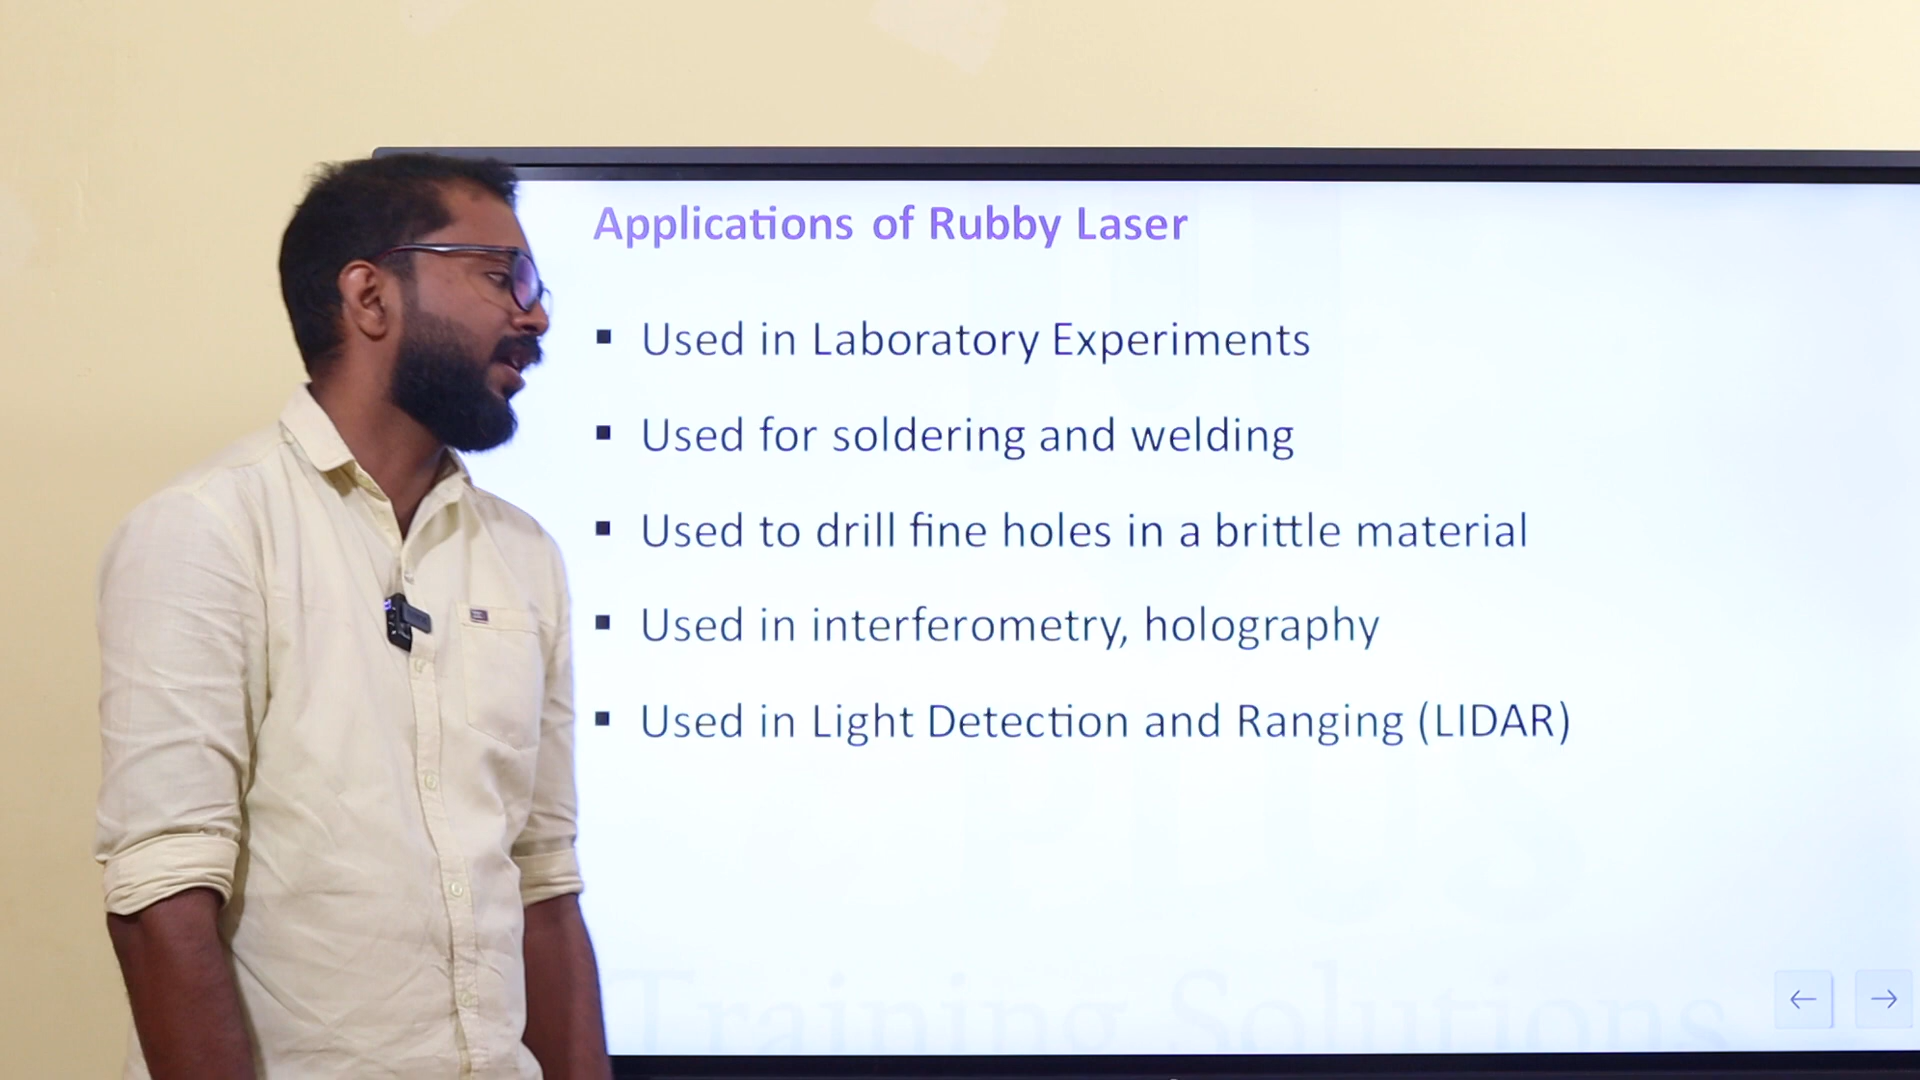 Applications of Rubby Laser
▪ Used in Laboratory Experiments
▪ Used for soldering and welding
▪ Used to drill fine holes in a brittle material
▪ Used in interferometry, holography
▪ Used in Light Detection and Ranging (LIDAR)
Training Solutions